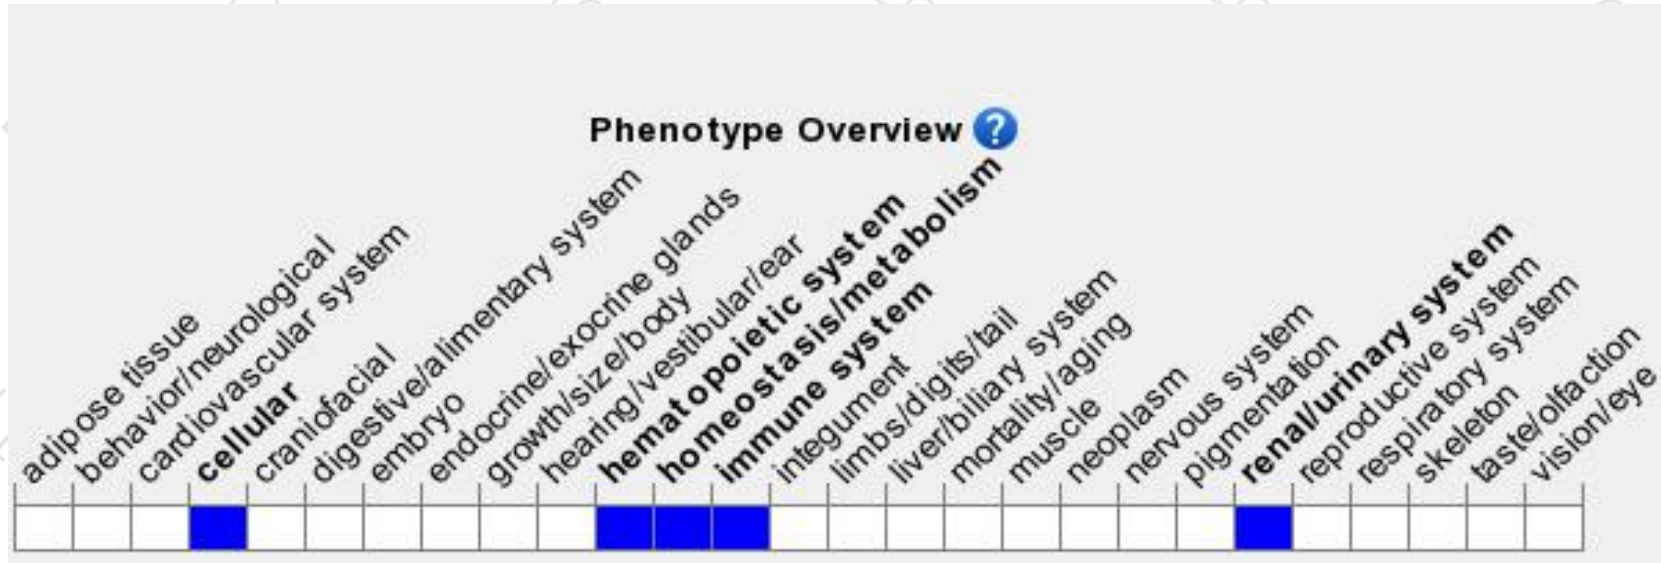 Phenotype Overview ?
adipose tissue
behavior/neurological
cardiovascular system
cellular
craniofacial
digestive/alimentary system
embryo
endocrine/exocrine glands
growth/size/body
hearing/vestibular/ear
hematopoietic system
homeostasis/metabolism
immune system
integument
limbs/digits/tail
liver/biliary system
mortality/aging
muscle
neoplasm
nervous system
pigmentation
renal/urinary system
reproductive system
respiratory system
skeleton
taste/olfaction
vision/eye